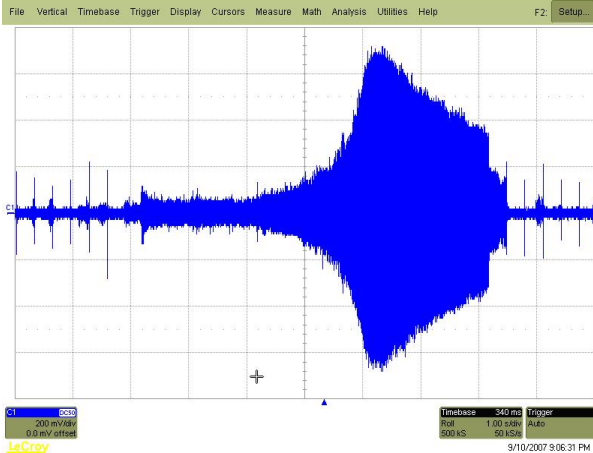 File Vertical Timebase Trigger Display Cursors Measure Math Analysis Utilities Help F2: Setup...
C1
C1 DC50
200 mV/div
0.0 mV offset
Timebase 340 ms
Roll 1.00 s/div
500 kS 50 kS/s
Trigger
Auto
LeCroy
9/10/2007 9:06:31 PM